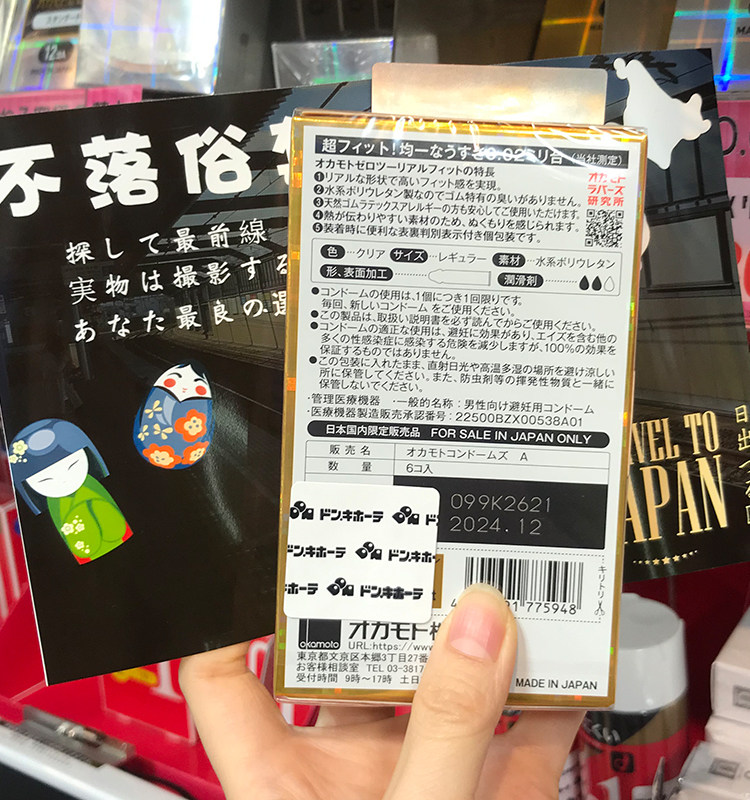 不落俗
探して最前線
実物は撮影する
あなた最良の選
超フィット!均一なうすさ0.02ミリ台(当社測定)
オカモトゼロツーリアルフィットの特長
①リアルな形状で高いフィット感を実現。
②水系ポリウレタン製なのでゴム特有の臭いがありません。
③天然ゴムラテックスアレルギーの方も安心してご使用いただけます。
④熱が伝わりやすい素材のため、ぬくもりを感じられます。
⑤装着時に便利な表裏判別表示付き個包装です。
オカモト
ラバーズ
研究所
色…クリア サイズ…レギュラー 素材…水系ポリウレタン
形、表面加工… 潤滑剤…
●コンドームの使用は、1個につき1回限りです。
毎回、新しいコンドームをご使用ください。
●この製品は、取扱い説明書を必ず読んでからご使用ください。
●コンドームの適正な使用は、避妊に効果があり、エイズを含む他の
多くの性感染症に感染する危険を減少しますが、100%の効果を
保証するものではありません。
●この包装に入れたまま、直射日光や高温多湿の場所を避け涼しい
所に保管してください。また、防虫剤等の揮発性物質と一緒に
保管しないでください。
・管理医療機器 ・一般的名称:男性向け避妊用コンドーム
・医療機器製造販売承認番号:22500BZX00538A01
日本国内限定販売品 FOR SALE IN JAPAN ONLY
販売名 オカモトコンドームズ A
数量 6コ入
099K2621
2024.12
ドンキホーテ
ドンキホーテ
ドンキホーテ
キリトリ
775948
okamoto オカモト株
URL:https://www
東京都文京区本郷3丁目27番
お客様相談室 TEL 03-3817
受付時間 9時〜17時 土日
MADE IN JAPAN
VEL TO
APAN
12